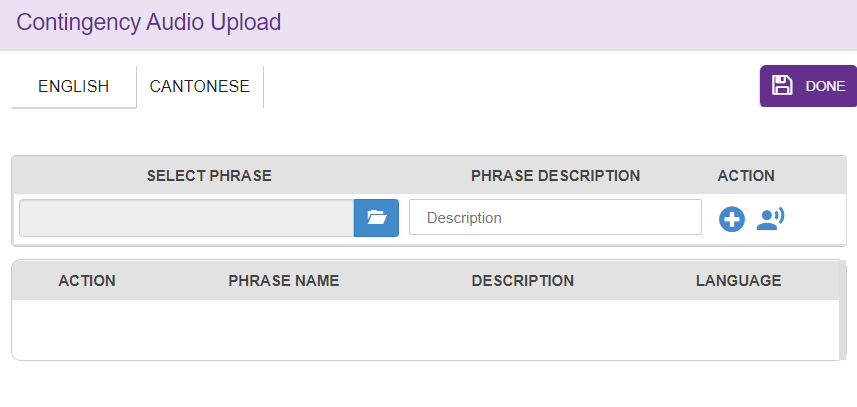 Contingency Audio Upload
ENGLISH CANTONESE DONE
SELECT PHRASE PHRASE DESCRIPTION ACTION
Description
ACTION PHRASE NAME DESCRIPTION LANGUAGE